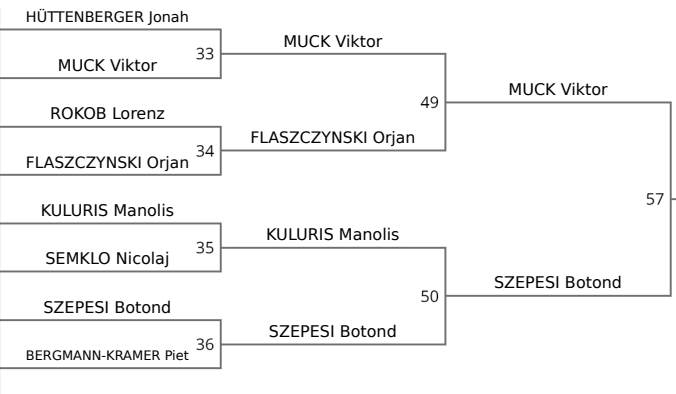 HÜTTENBERGER Jonah
33
MUCK Viktor
MUCK Viktor
ROKOB Lorenz
34
FLASZCZYNSKI Orjan
FLASZCZYNSKI Orjan
49
MUCK Viktor
KULURIS Manolis
35
SEMKLO Nicolaj
KULURIS Manolis
SZEPESI Botond
36
BERGMANN-KRAMER Piet
SZEPESI Botond
50
SZEPESI Botond
57